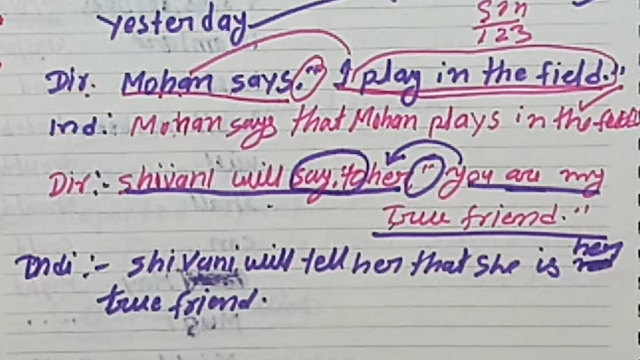 yesterday
SON
123
Dir. Mohan says, "I play in the field."
Ind: Mohan says that Mohan plays in the field
Dir:- shivani will say to her, "you are my
True friend."
Indi:- shivani will tell her that she is her
true friend.